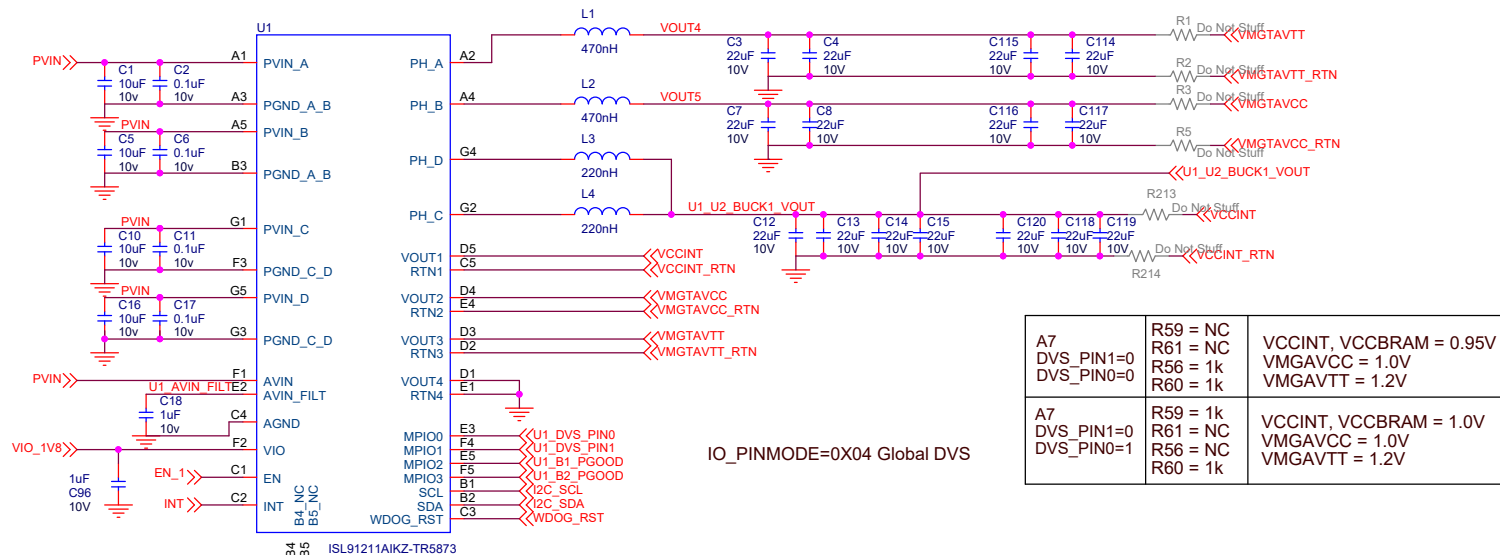 U1
PVIN
A1
PVIN_A
C1
10uF
10v
C2
0.1uF
10v
A3
PGND_A_B
PVIN
A5
PVIN_B
C5
10uF
10v
C6
0.1uF
10v
B3
PGND_A_B
PVIN
G1
PVIN_C
C10
10uF
10v
C11
0.1uF
10v
F3
PGND_C_D
PVIN
G5
PVIN_D
C16
10uF
10v
C17
0.1uF
10v
G3
PGND_C_D
PVIN
F1
AVIN
U1_AVIN_FILT
E2
AVIN_FILT
C18
1uF
10v
C4
AGND
VIO_1V8
F2
VIO
1uF
C96
10V
EN_1
C1
EN
INT
C2
INT
B4_NC
B5_NC
B4
B5
ISL91211AIKZ-TR5873
PH_A
A2
L1
470nH
VOUT4
C3
22uF
10V
C4
22uF
10V
C115
22uF
10V
C114
22uF
10V
R1
Do Not Stuff
VMGTAVTT
R2
Do Not Stuff
VMGTAVTT_RTN
PH_B
A4
L2
470nH
VOUT5
C7
22uF
10V
C8
22uF
10V
C116
22uF
10V
C117
22uF
10V
R3
Do Not Stuff
VMGTAVCC
R5
Do Not Stuff
VMGTAVCC_RTN
PH_D
G4
L3
220nH
U1_U2_BUCK1_VOUT
PH_C
G2
L4
220nH
U1_U2_BUCK1_VOUT
C12
22uF
10V
C13
22uF
10V
C14
22uF
10V
C15
22uF
10V
C120
22uF
10V
C118
22uF
10V
C119
22uF
10V
R213
Do Not Stuff
VCCINT
Do Not Stuff
R214
VCCINT_RTN
VOUT1
D5
VCCINT
RTN1
C5
VCCINT_RTN
VOUT2
D4
VMGTAVCC
RTN2
E4
VMGTAVCC_RTN
VOUT3
D3
VMGTAVTT
RTN3
D2
VMGTAVTT_RTN
VOUT4
D1
RTN4
E1
MPIO0
E3
U1_DVS_PIN0
MPIO1
F4
U1_DVS_PIN1
MPIO2
E5
U1_B1_PGOOD
MPIO3
F5
U1_B2_PGOOD
SCL
B1
I2C_SCL
SDA
B2
I2C_SDA
WDOG_RST
C3
WDOG_RST
IO_PINMODE=0X04 Global DVS
A7
DVS_PIN1=0
DVS_PIN0=0
R59 = NC
R61 = NC
R56 = 1k
R60 = 1k
VCCINT, VCCBRAM = 0.95V
VMGAVCC = 1.0V
VMGAVTT = 1.2V
A7
DVS_PIN1=0
DVS_PIN0=1
R59 = 1k
R61 = NC
R56 = NC
R60 = 1k
VCCINT, VCCBRAM = 1.0V
VMGAVCC = 1.0V
VMGAVTT = 1.2V